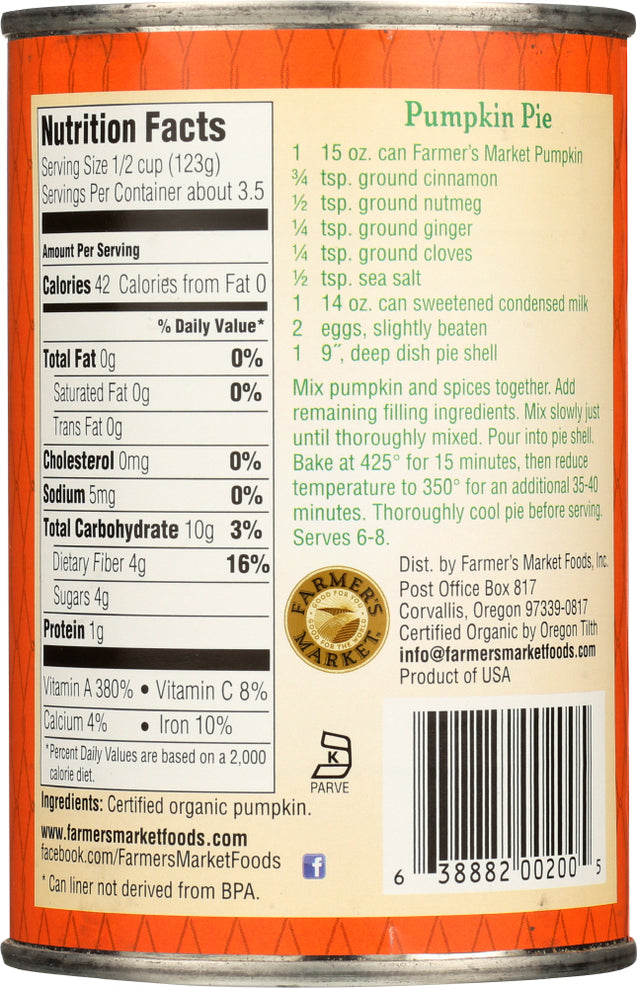 Nutrition Facts
Serving Size 1/2 cup (123g)
Servings Per Container about 3.5
Amount Per Serving
Calories 42 Calories from Fat 0
% Daily Value*
Total Fat 0g 0%
Saturated Fat 0g 0%
Trans Fat 0g
Cholesterol 0mg 0%
Sodium 5mg 0%
Total Carbohydrate 10g 3%
Dietary Fiber 4g 16%
Sugars 4g
Protein 1g
Vitamin A 380% • Vitamin C 8%
Calcium 4% • Iron 10%
*Percent Daily Values are based on a 2,000
calorie diet.
Ingredients: Certified organic pumpkin.
www.farmersmarketfoods.com
facebook.com/FarmersMarketFoods
f
* Can liner not derived from BPA.
Pumpkin Pie
1 15 oz. can Farmer's Market Pumpkin
¾ tsp. ground cinnamon
½ tsp. ground nutmeg
¼ tsp. ground ginger
¼ tsp. ground cloves
½ tsp. sea salt
1 14 oz. can sweetened condensed milk
2 eggs, slightly beaten
1 9˝, deep dish pie shell
Mix pumpkin and spices together. Add
remaining filling ingredients. Mix slowly just
until thoroughly mixed. Pour into pie shell.
Bake at 425° for 15 minutes, then reduce
temperature to 350° for an additional 35-40
minutes. Thoroughly cool pie before serving.
Serves 6-8.
FARMER'S
GOOD FOR YOU
GOOD FOR THE SOIL
MARKET
Dist. by Farmer's Market Foods, Inc.
Post Office Box 817
Corvallis, Oregon 97339-0817
Certified Organic by Oregon Tilth
info@farmersmarketfoods.com
Product of USA
K
PARVE
6 38882 00200 5